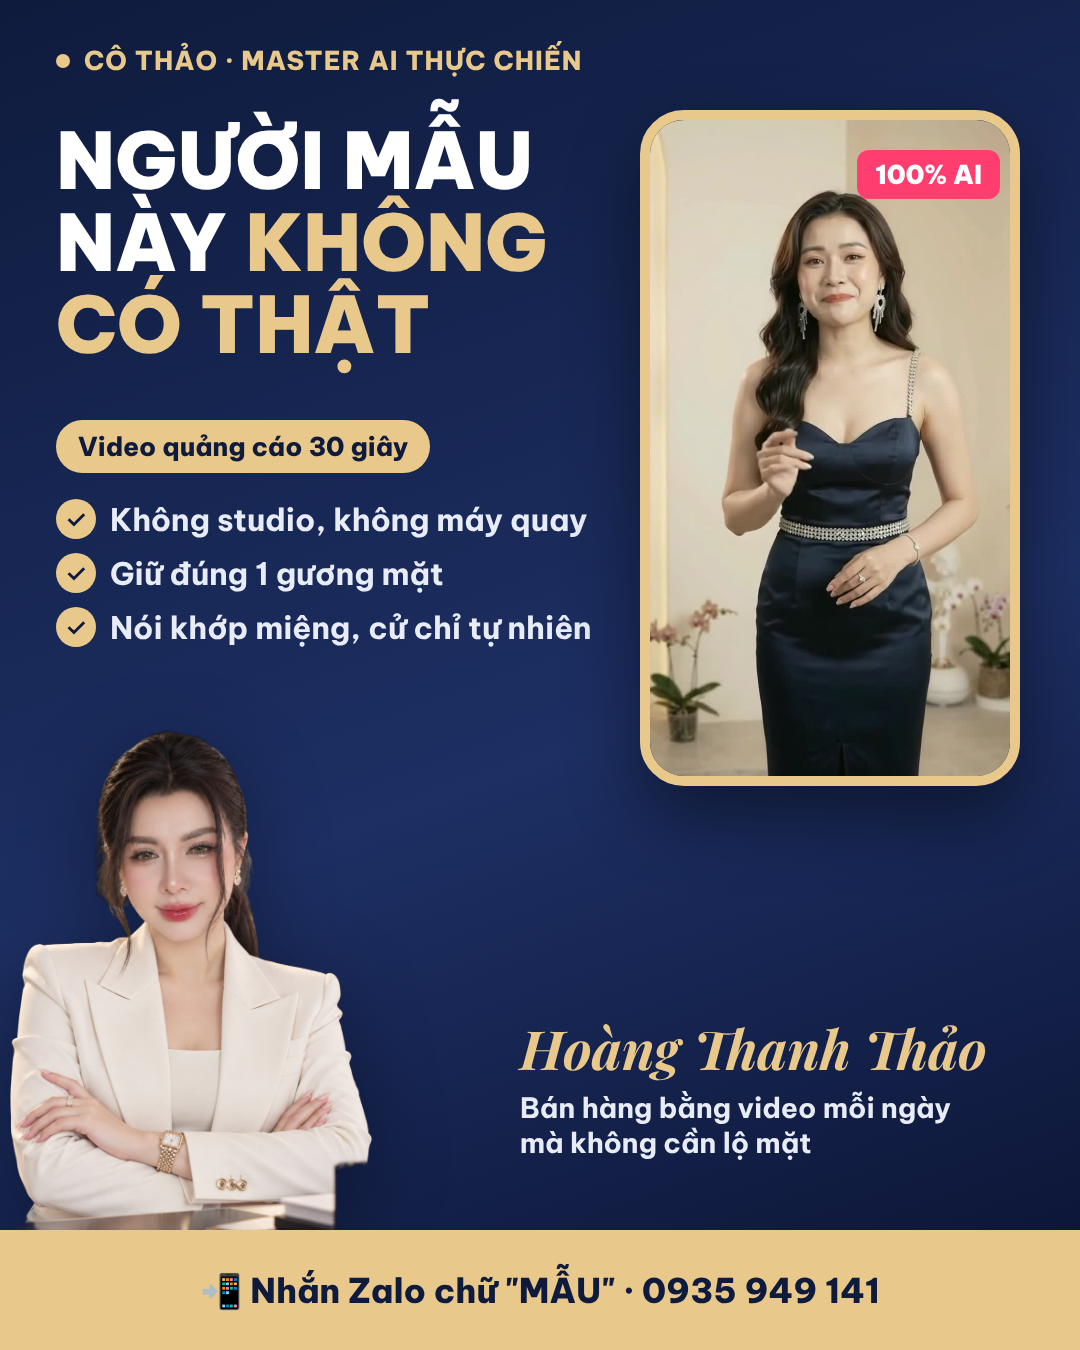 CÔ THẢO · MASTER AI THỰC CHIẾN
NGƯỜI MẪU
NÀY KHÔNG
CÓ THẬT
100% AI
Video quảng cáo 30 giây
Không studio, không máy quay
Giữ đúng 1 gương mặt
Nói khớp miệng, cử chỉ tự nhiên
Hoàng Thanh Thảo
Bán hàng bằng video mỗi ngày
mà không cần lộ mặt
📲 Nhắn Zalo chữ "MẪU" · 0935 949 141